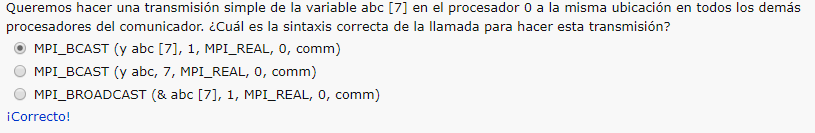 Queremos hacer una transmisión simple de la variable abc [7] en el procesador 0 a la misma ubicación en todos los demás
procesadores del comunicador. ¿Cuál es la sintaxis correcta de la llamada para hacer esta transmisión?
MPI_BCAST (y abc [7], 1, MPI_REAL, 0, comm)
MPI_BCAST (y abc, 7, MPI_REAL, 0, comm)
MPI_BROADCAST (& abc [7], 1, MPI_REAL, 0, comm)
¡Correcto!